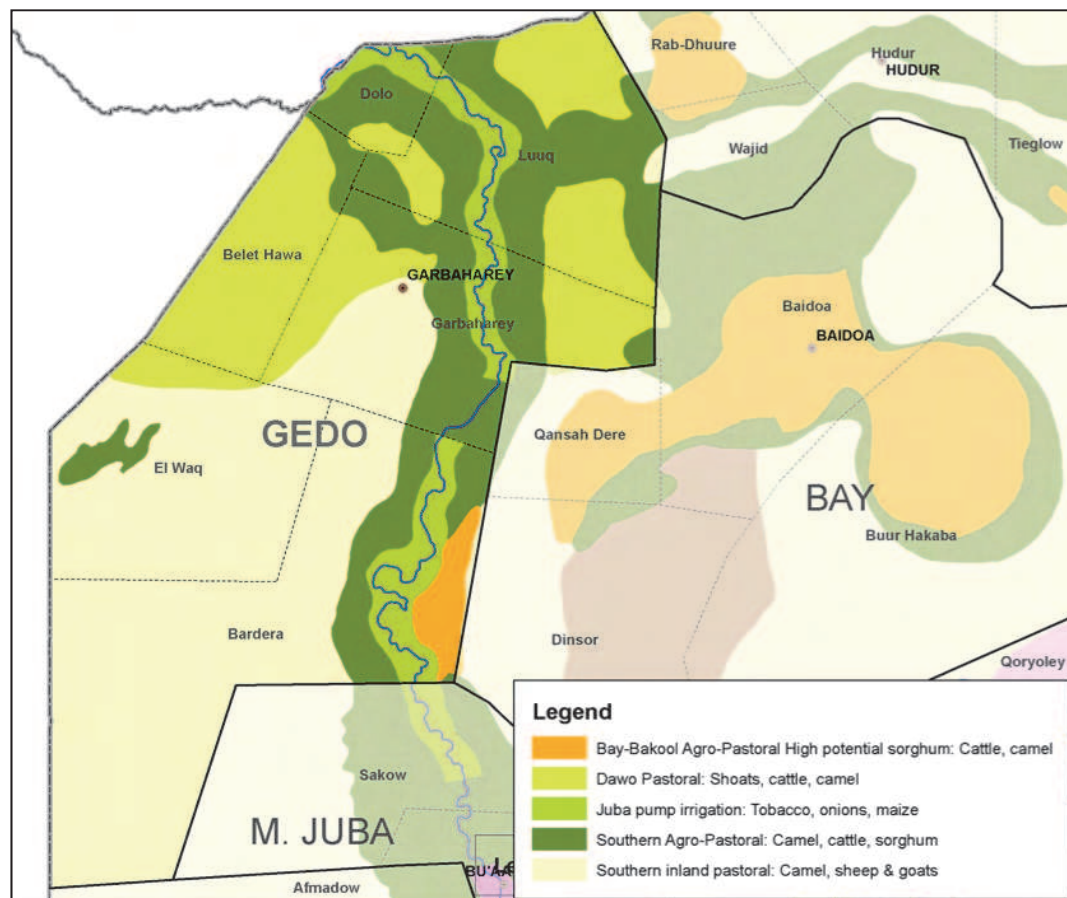 Rab-Dhuure
Hudur
HUDUR
Dolo
Wajid
Luuq
Tieglow
Belet Hawa
GARBAHAREY
Garbaharey
Baidoa
BAIDOA
GEDO
Qansah Dere
El Waq
BAY
Buur Hakaba
Bardera
Dinsor
Qoryoley
Sakow
M. JUBA
Afmadow
Legend
Bay-Bakool Agro-Pastoral High potential sorghum: Cattle, camel
Dawo Pastoral: Shoats, cattle, camel
Juba pump irrigation: Tobacco, onions, maize
Southern Agro-Pastoral: Camel, cattle, sorghum
Southern inland pastoral: Camel, sheep & goats